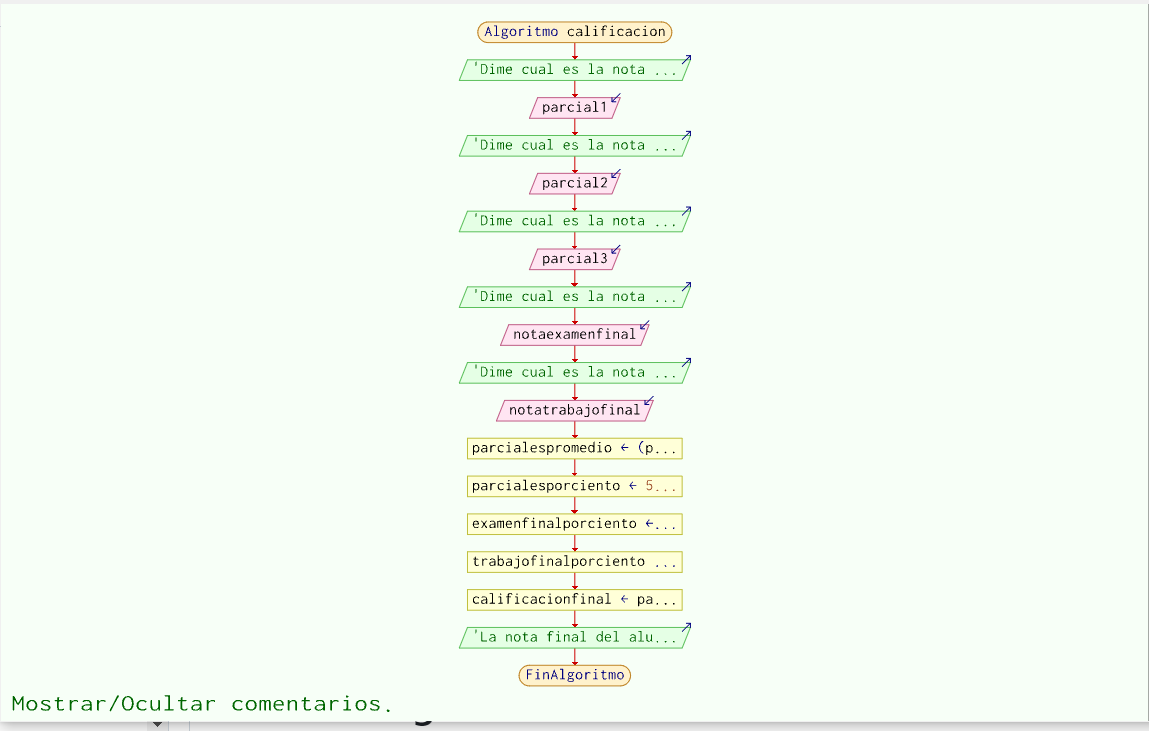 Algoritmo calificacion
'Dime cual es la nota ...
parcial1
'Dime cual es la nota ...
parcial2
'Dime cual es la nota ...
parcial3
'Dime cual es la nota ...
notaexamenfinal
'Dime cual es la nota ...
notatrabajofinal
parcialespromedio ← (p...
parcialesporciento ← 5...
examenfinalporciento ←...
trabajofinalporciento ...
calificacionfinal ← pa...
'La nota final del alu...
FinAlgoritmo
Mostrar/Ocultar comentarios.